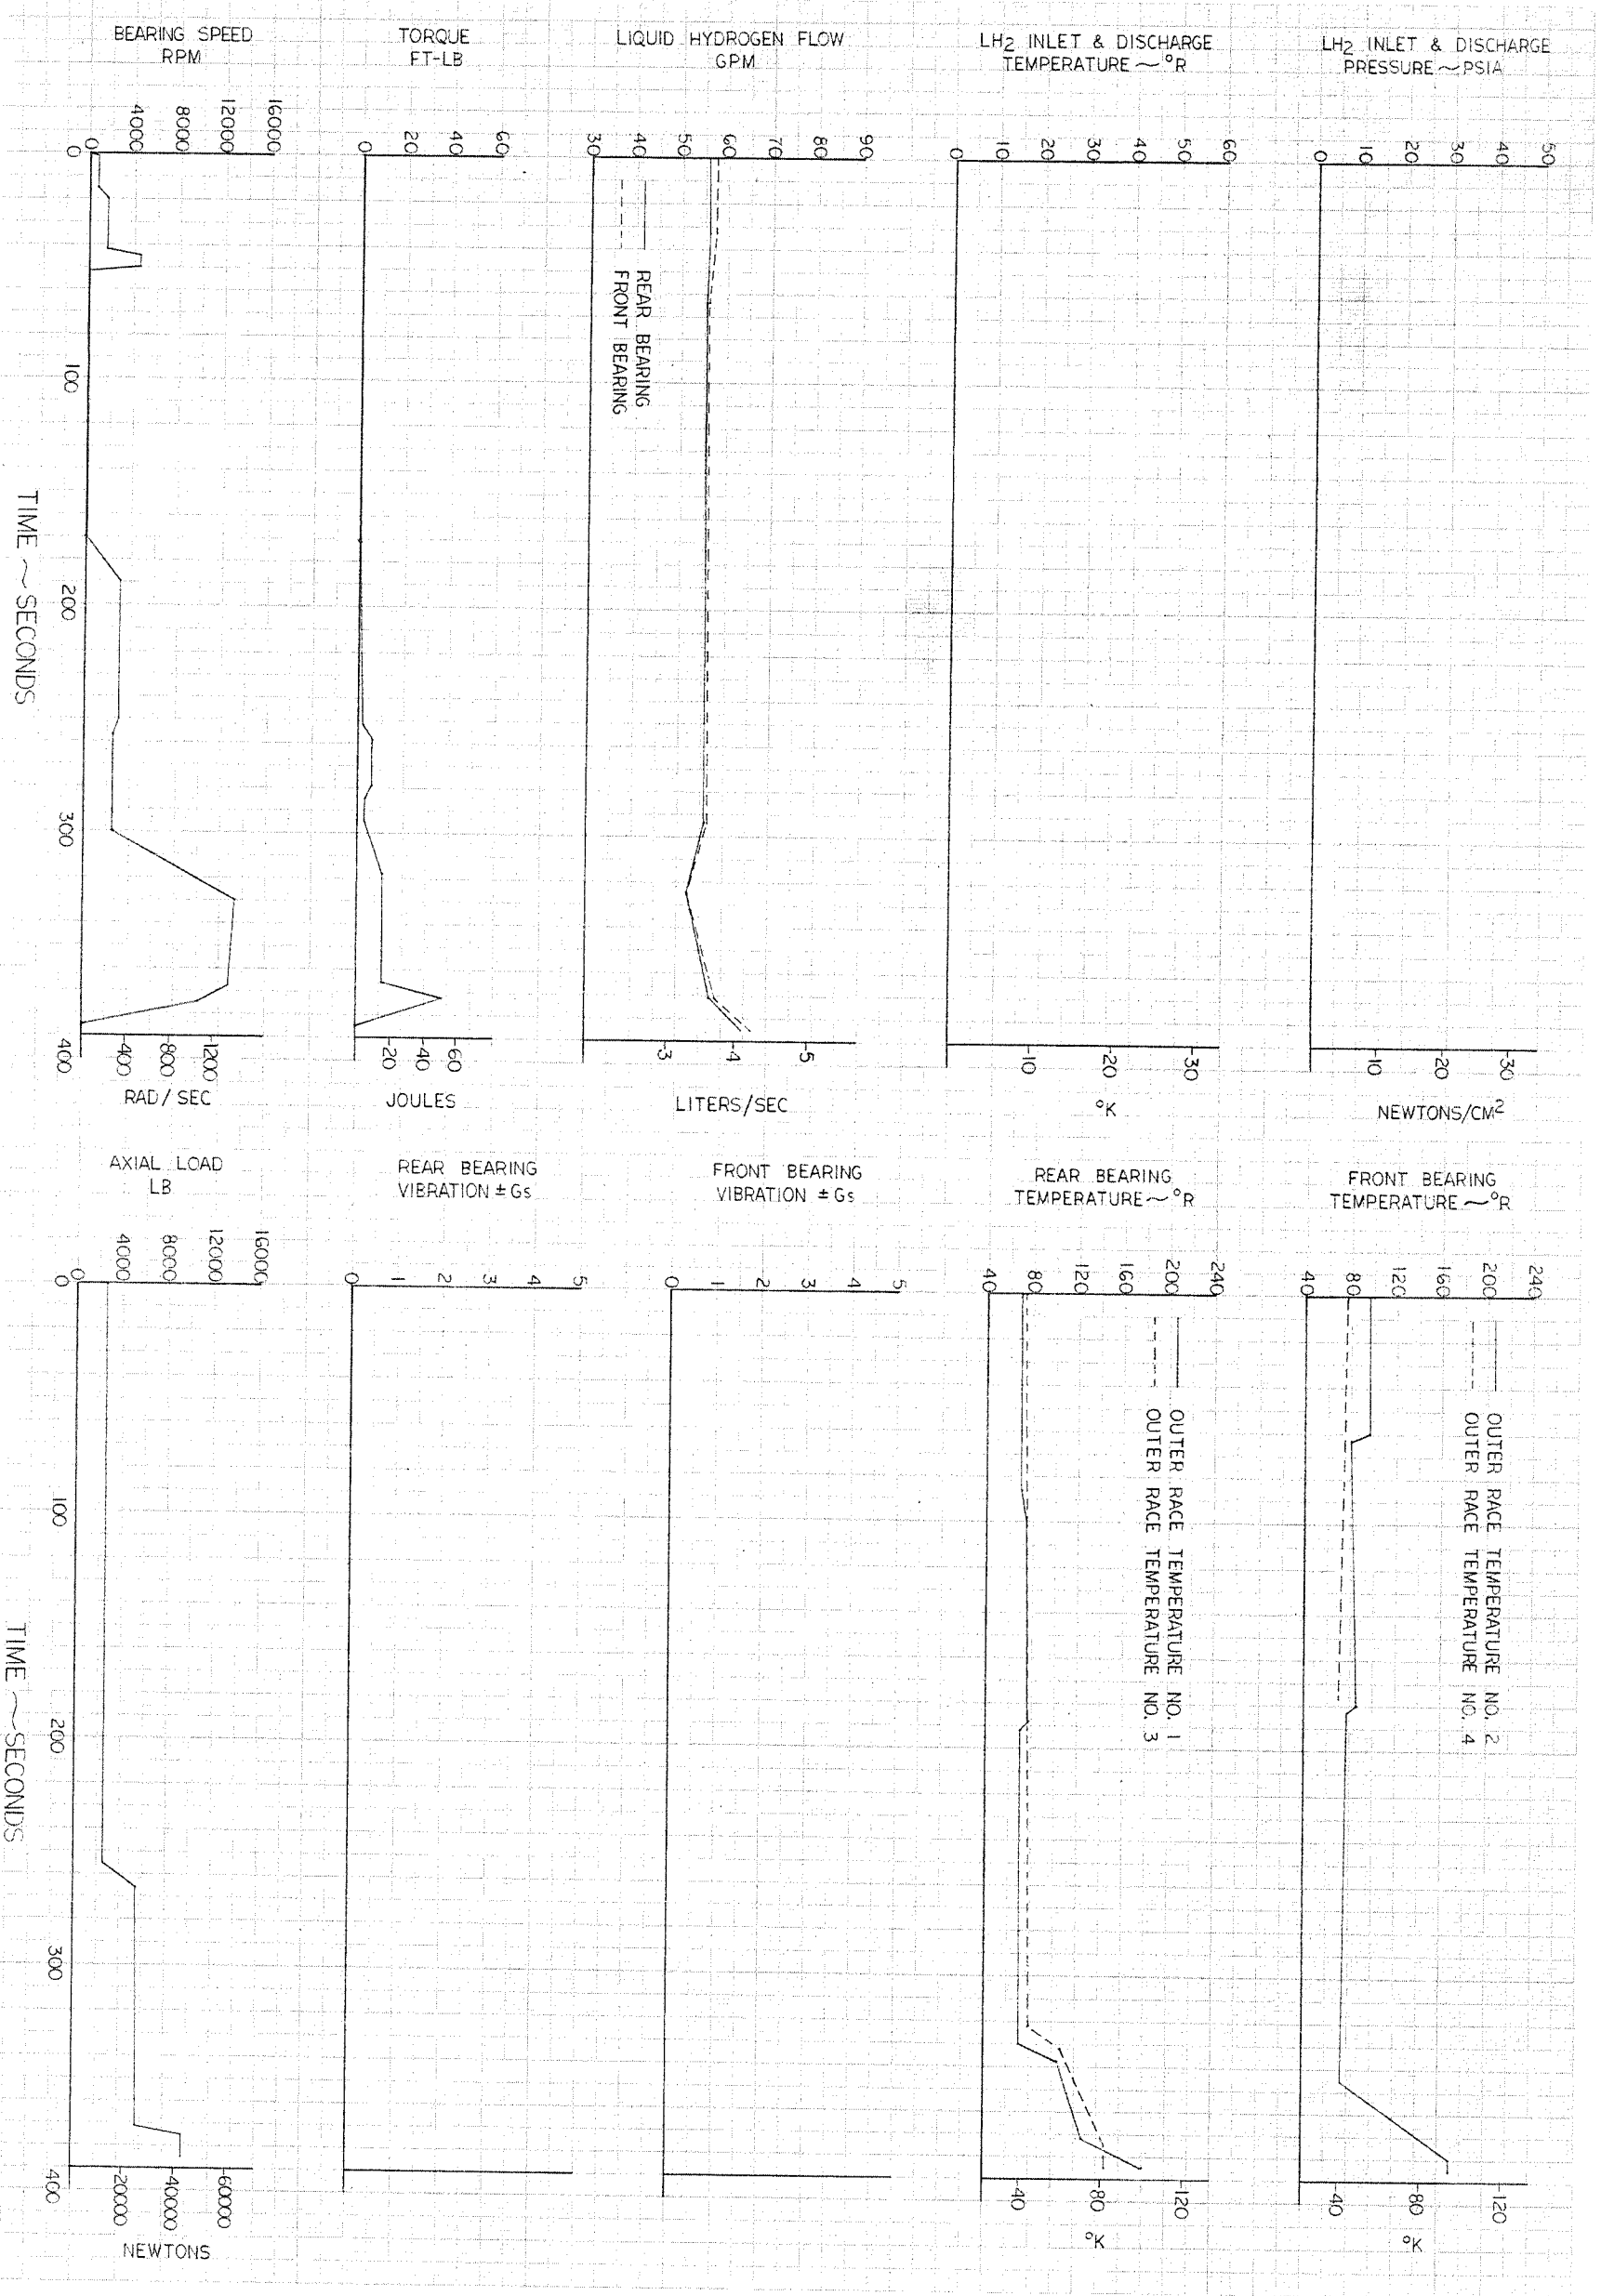 BEARING SPEED
RPM
TORQUE
FT-LB
LIQUID HYDROGEN FLOW
GPM
LH2 INLET & DISCHARGE
TEMPERATURE ~ °R
LH2 INLET & DISCHARGE
PRESSURE ~ PSIA
0 4000 8000 12000 16000
0 20 40 60
30 40 50 60 70 80 90
0 10 20 30 40 50 60
0 10 20 30 40 50
REAR BEARING
FRONT BEARING
0 100 200 300 400
TIME ~ SECONDS
400 800 1200
RAD/SEC
20 40 60
JOULES
3 4 5
LITERS/SEC
10 20 30
°K
10 20 30
NEWTONS/CM2
AXIAL LOAD
LB
REAR BEARING
VIBRATION ± Gs
FRONT BEARING
VIBRATION ± Gs
REAR BEARING
TEMPERATURE ~ °R
FRONT BEARING
TEMPERATURE ~ °R
0 4000 8000 12000 16000
0 1 2 3 4 5
0 1 2 3 4 5
40 80 120 160 200 240
40 80 120 160 200 240
OUTER RACE TEMPERATURE NO. 1
OUTER RACE TEMPERATURE NO. 3
OUTER RACE TEMPERATURE NO. 2
OUTER RACE TEMPERATURE NO. 4
0 100 200 300 400
TIME ~ SECONDS
20000 40000 60000
NEWTONS
40 80 120
°K
40 80 120
°K